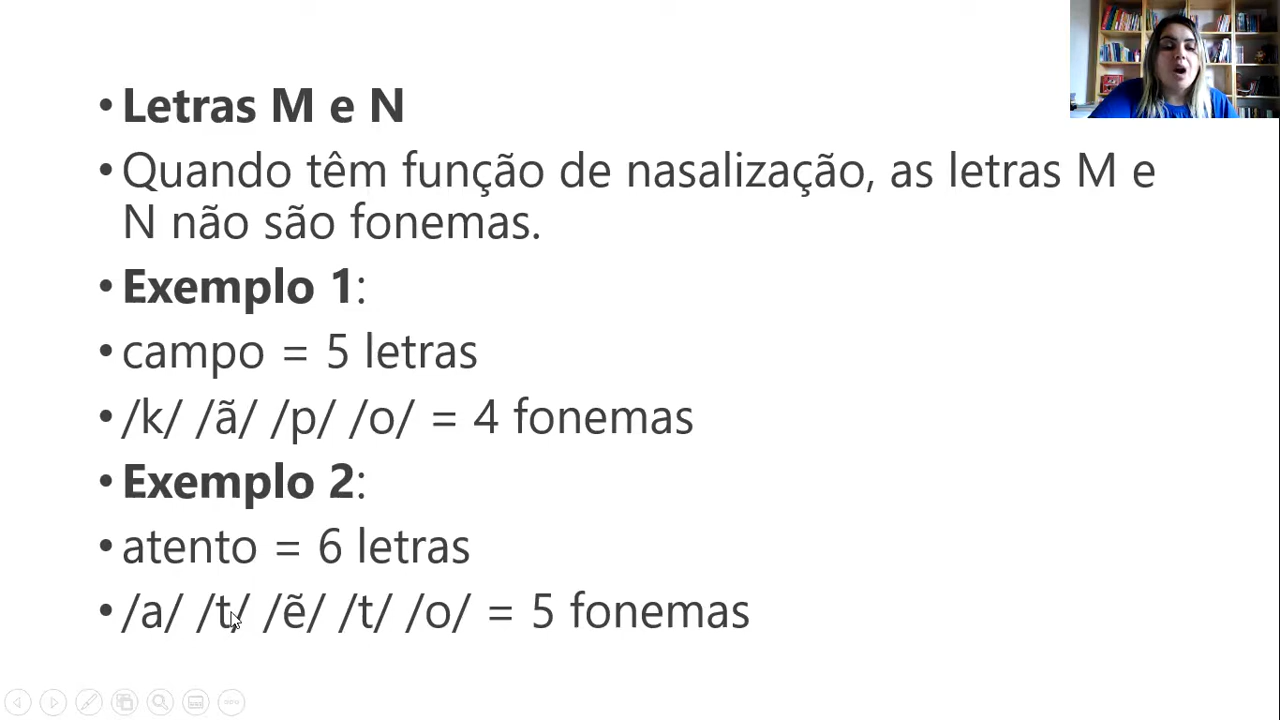 • Letras M e N
• Quando têm função de nasalização, as letras M e
N não são fonemas.
• Exemplo 1:
• campo = 5 letras
• /k/ /ã/ /p/ /o/ = 4 fonemas
• Exemplo 2:
• atento = 6 letras
• /a/ /t/ /ẽ/ /t/ /o/ = 5 fonemas